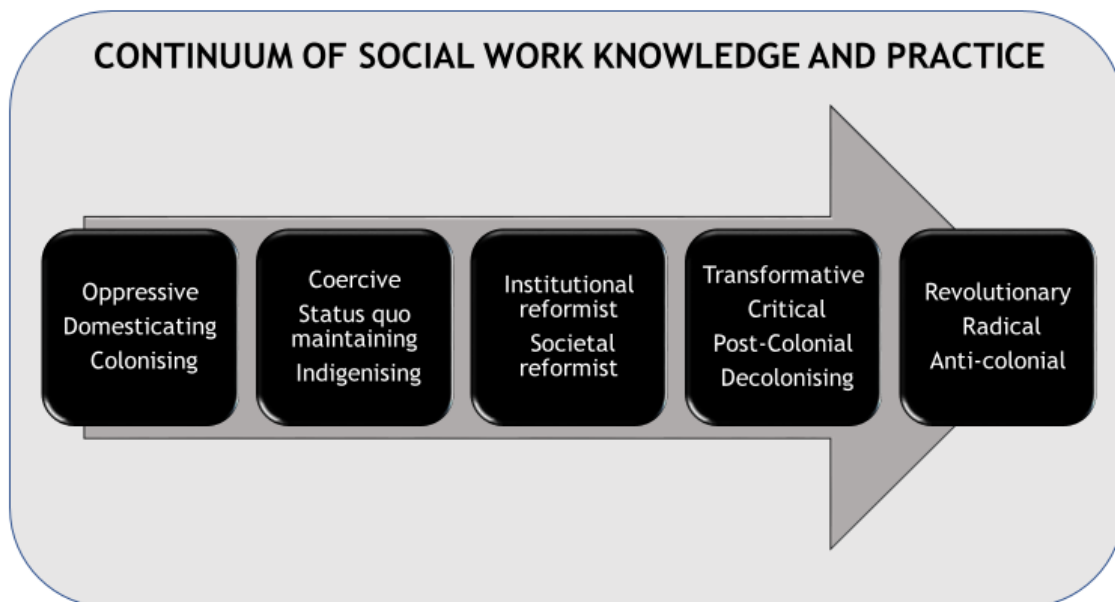 CONTINUUM OF SOCIAL WORK KNOWLEDGE AND PRACTICE
Oppressive
Domesticating
Colonising
Coercive
Status quo
maintaining
Indigenising
Institutional
reformist
Societal
reformist
Transformative
Critical
Post-Colonial
Decolonising
Revolutionary
Radical
Anti-colonial